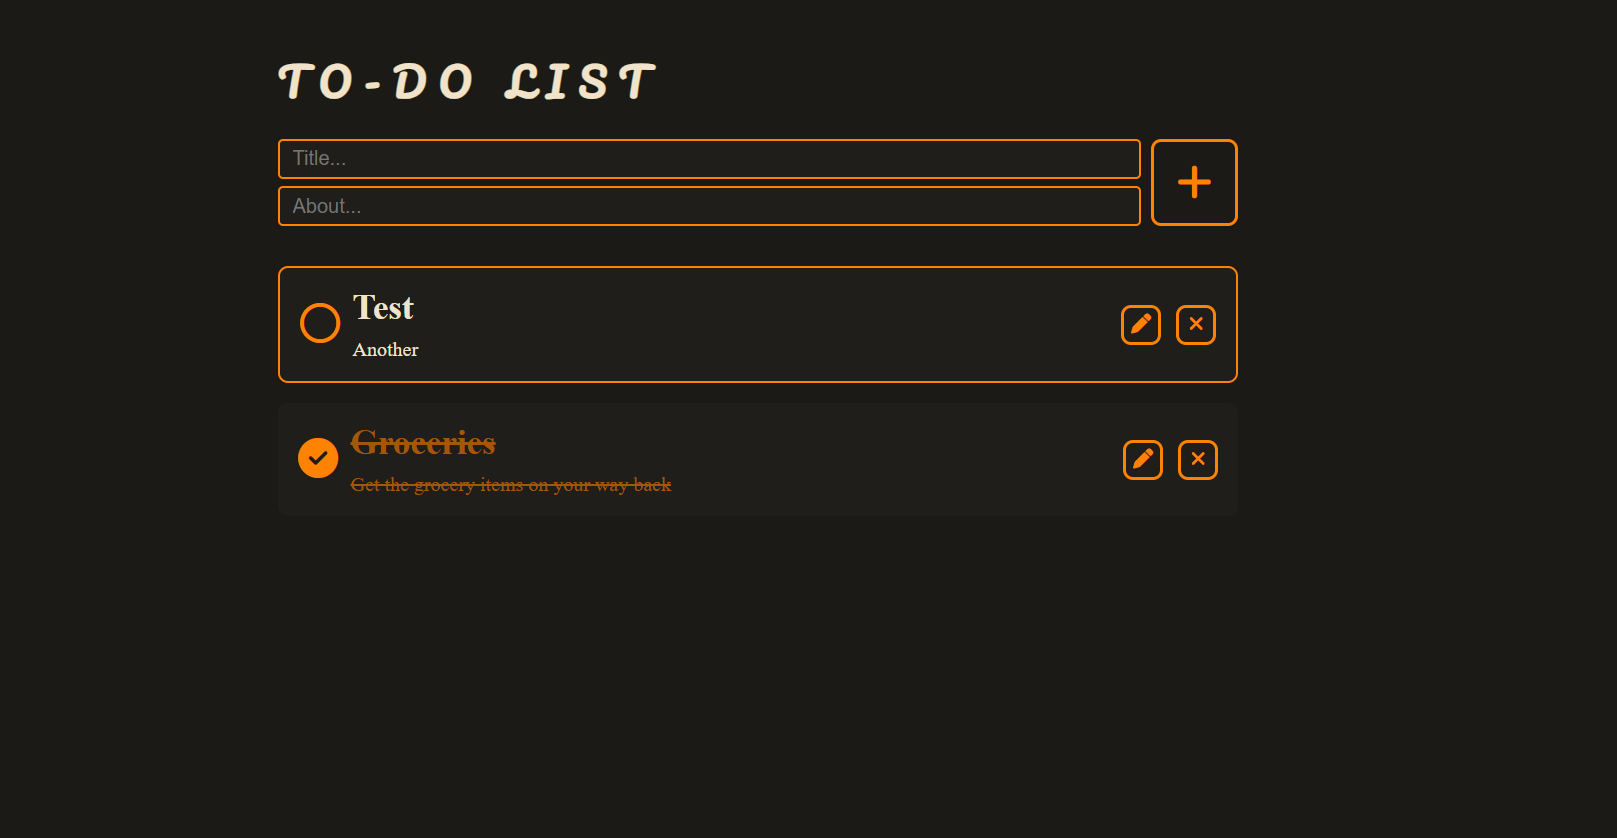 TO-DO LIST
Title...
About...
Test
Another
Groceries
Get the grocery items on your way back